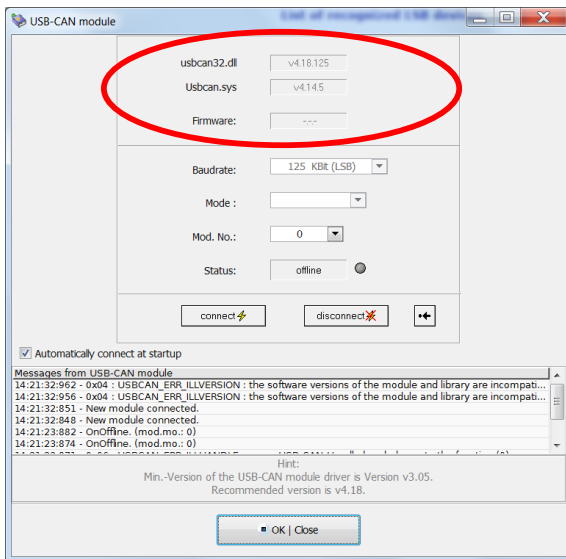 USB-CAN module
List of recognized LSB devices
usbcan32.dll v4.18.125
Usbcan.sys v4.14.5
Firmware: ---
Baudrate: 125 KBit (LSB)
Mode :
Mod. No.: 0
Status: offline
connect disconnect
Automatically connect at startup
Messages from USB-CAN module
14:21:32:962 - 0x04 : USBCAN_ERR_ILLVERSION : the software versions of the module and library are incompati...
14:21:32:956 - 0x04 : USBCAN_ERR_ILLVERSION : the software versions of the module and library are incompati...
14:21:32:851 - New module connected.
14:21:32:848 - New module connected.
14:21:23:882 - OnOffline. (mod.mo.: 0)
14:21:23:874 - OnOffline. (mod.mo.: 0)
Hint:
Min.-Version of the USB-CAN module driver is Version v3.05.
Recommended version is v4.18.
OK | Close